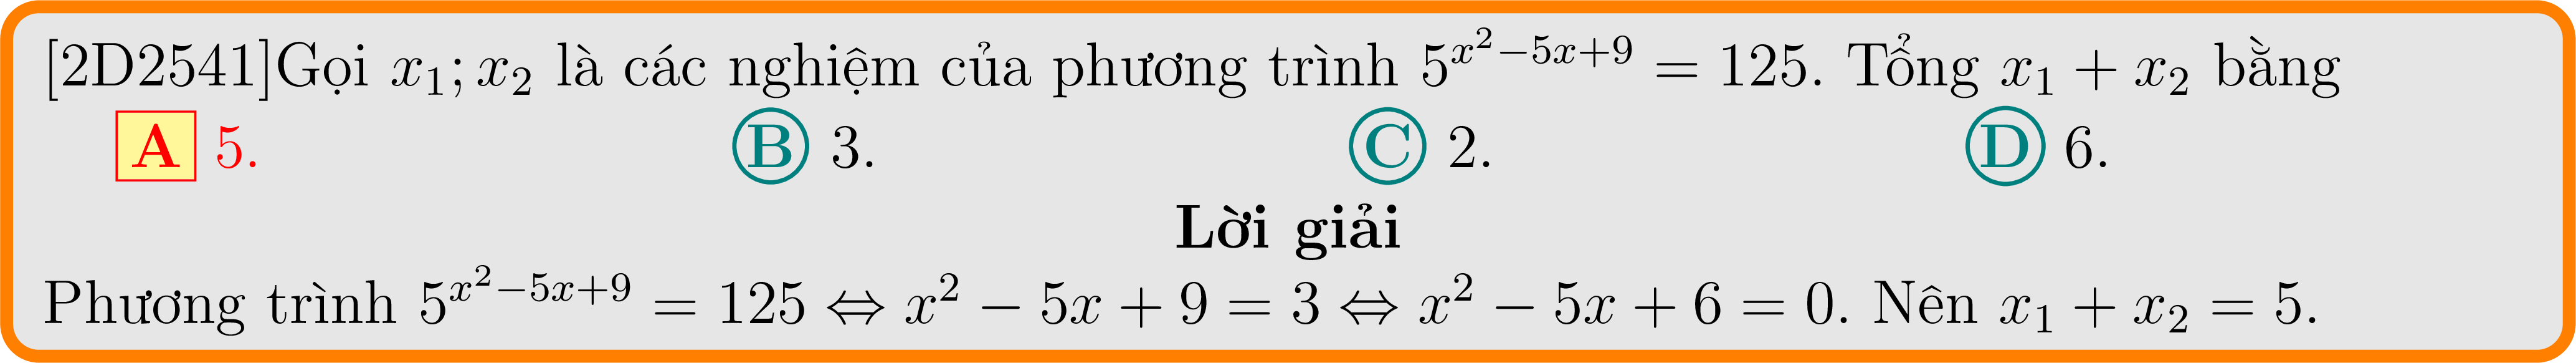 [2D2541]Gọi $x_1; x_2$ là các nghiệm của phương trình $5^{x^2-5x+9} = 125$. Tổng $x_1 + x_2$ bằng
A 5. B 3. C 2. D 6.
Lời giải
Phương trình $5^{x^2-5x+9} = 125 \Leftrightarrow x^2 - 5x + 9 = 3 \Leftrightarrow x^2 - 5x + 6 = 0$. Nên $x_1 + x_2 = 5$.